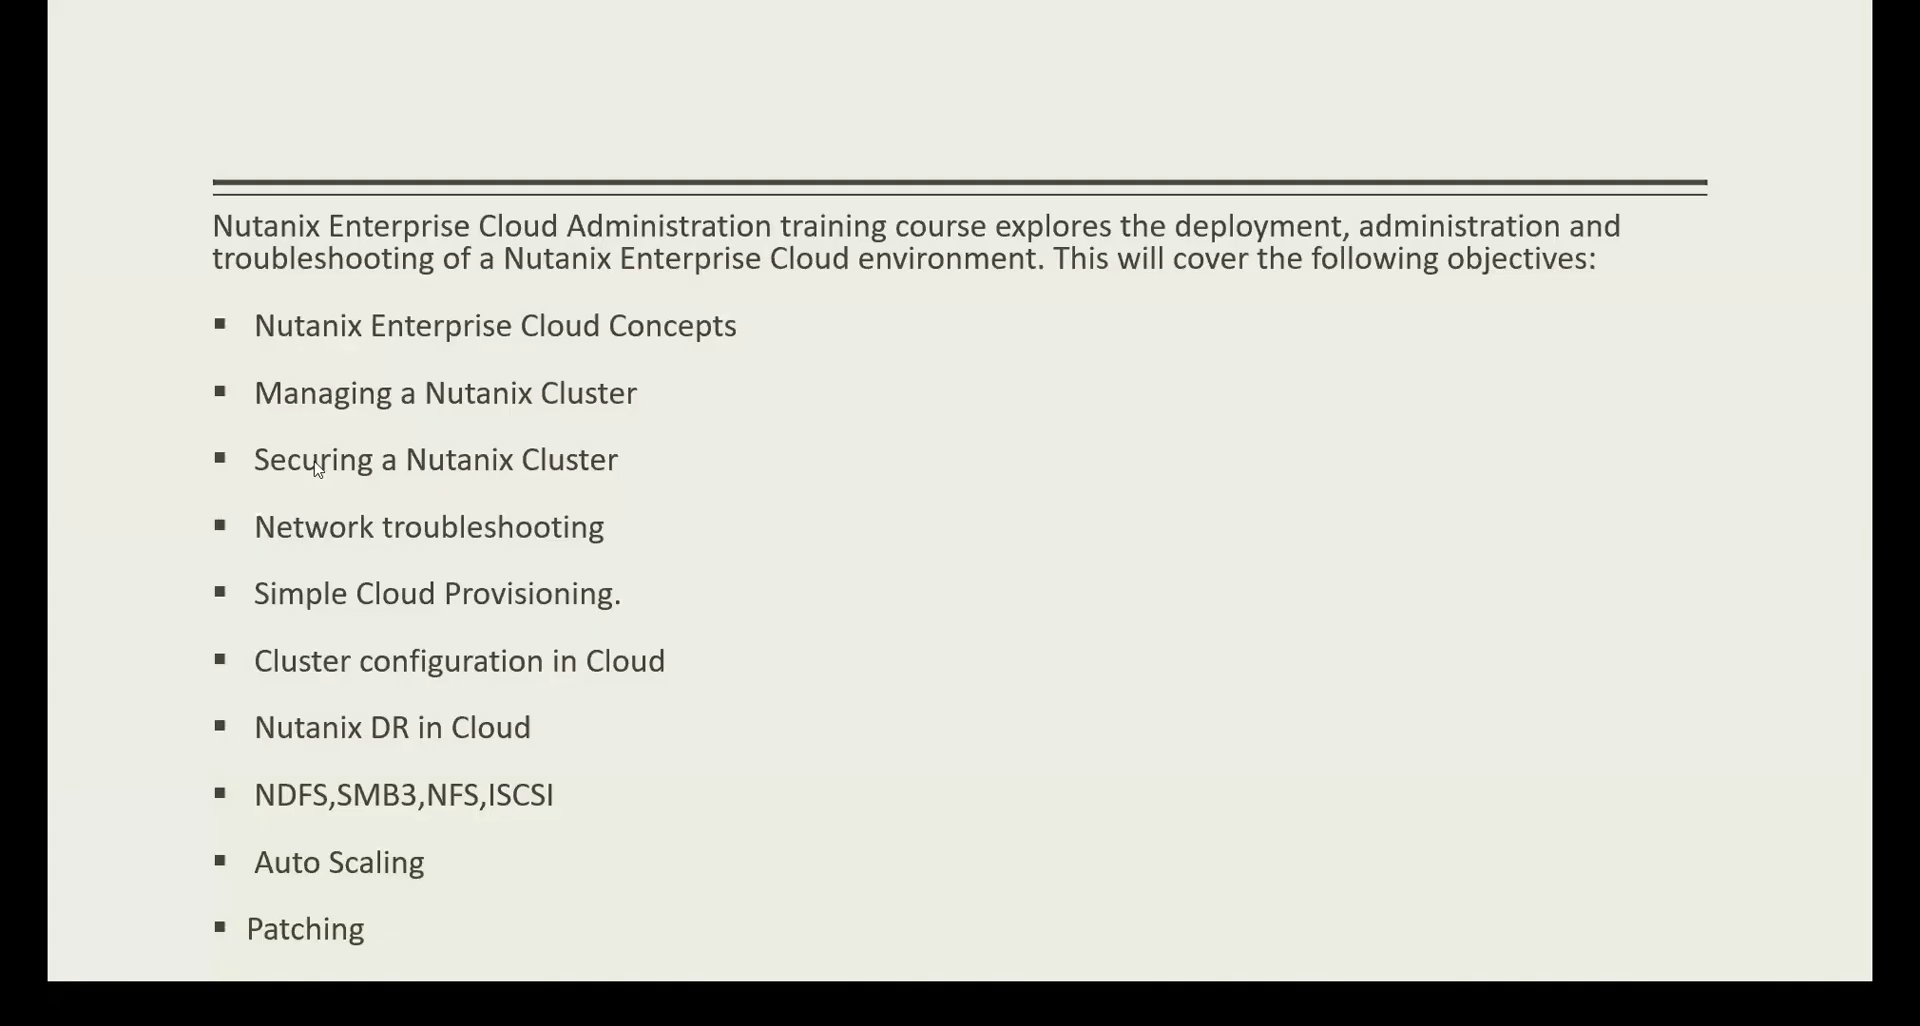 Nutanix Enterprise Cloud Administration training course explores the deployment, administration and
troubleshooting of a Nutanix Enterprise Cloud environment. This will cover the following objectives:
▪ Nutanix Enterprise Cloud Concepts
▪ Managing a Nutanix Cluster
▪ Securing a Nutanix Cluster
▪ Network troubleshooting
▪ Simple Cloud Provisioning.
▪ Cluster configuration in Cloud
▪ Nutanix DR in Cloud
▪ NDFS,SMB3,NFS,ISCSI
▪ Auto Scaling
▪ Patching